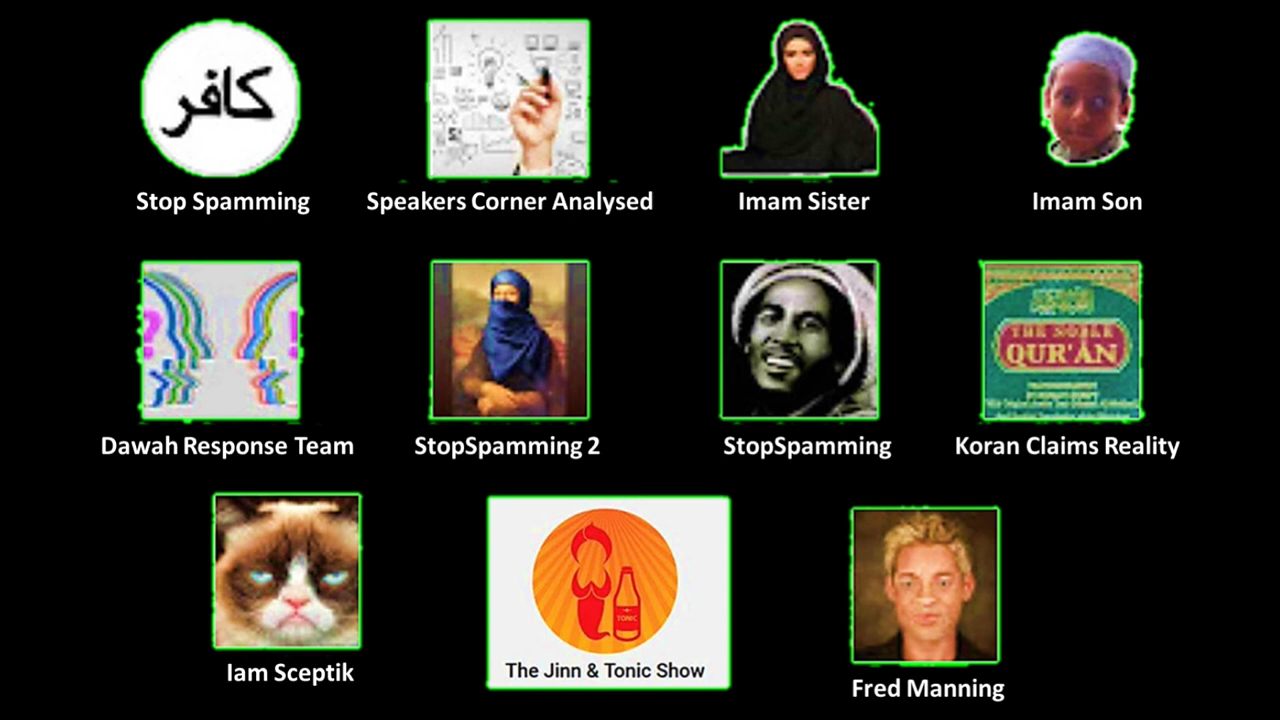 كافر
Stop Spamming
Speakers Corner Analysed
Imam Sister
Imam Son
?
!
Dawah Response Team
StopSpamming 2
StopSpamming
THE NOBLE
QUR'ÂN
Koran Claims Reality
Iam Sceptik
TONIC
The Jinn & Tonic Show
Fred Manning